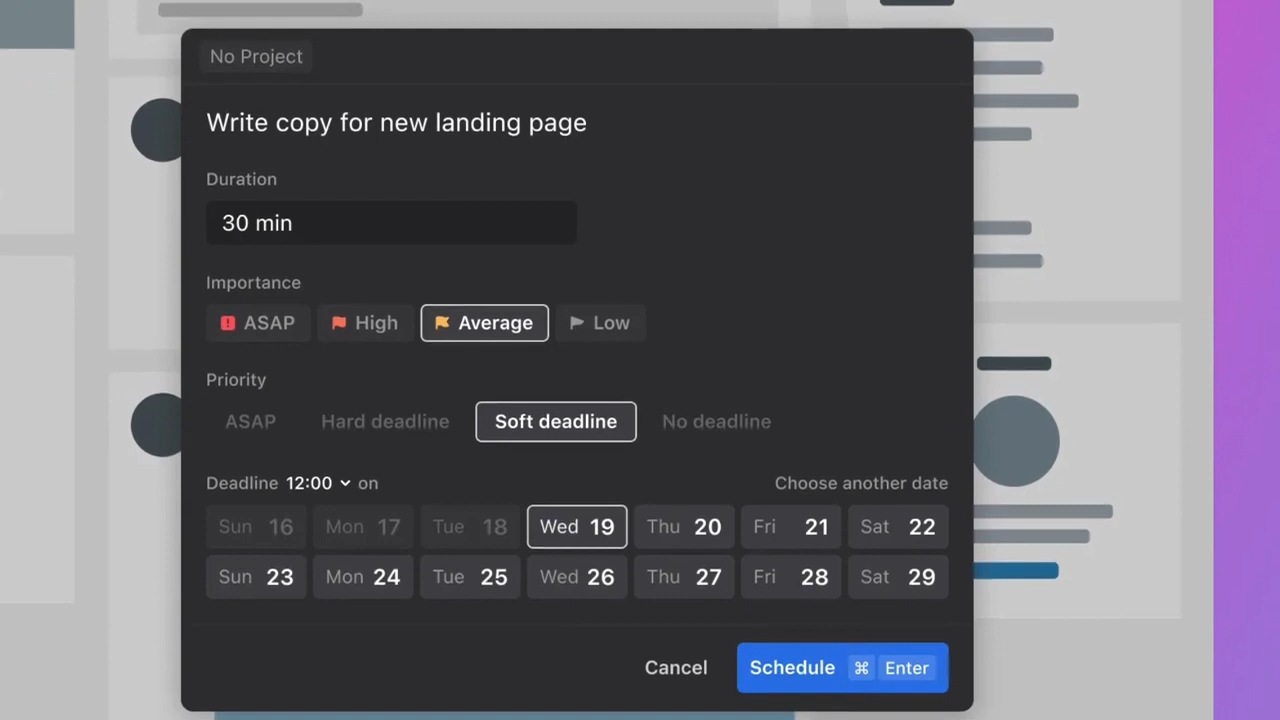 No Project
Write copy for new landing page
Duration
30 min
Importance
ASAP High Average Low
Priority
ASAP Hard deadline Soft deadline No deadline
Deadline 12:00 on Choose another date
Sun 16 Mon 17 Tue 18 Wed 19 Thu 20 Fri 21 Sat 22
Sun 23 Mon 24 Tue 25 Wed 26 Thu 27 Fri 28 Sat 29
Cancel Schedule ⌘ Enter